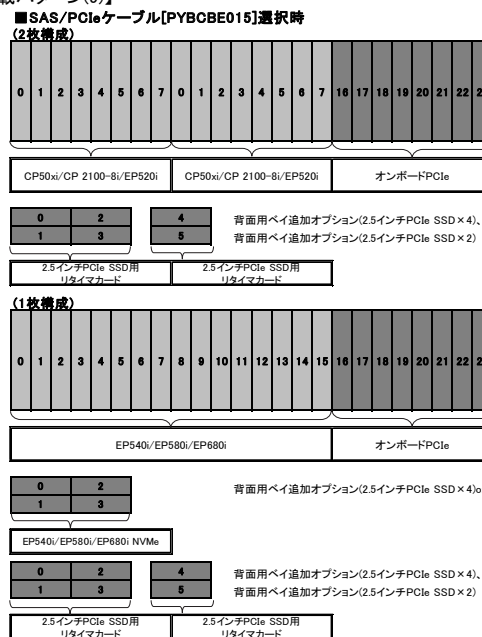 ■SAS/PCIeケーブル[PYBCBE015]選択時
(2枚構成)
0 1 2 3 4 5 6 7 0 1 2 3 4 5 6 7 16 17 18 19 20 21 22
CP50xi/CP 2100-8i/EP520i CP50xi/CP 2100-8i/EP520i オンボードPCIe
0 2 4 背面用ベイ追加オプション(2.5インチPCIe SSD×4)、
1 3 5 背面用ベイ追加オプション(2.5インチPCIe SSD×2)
2.5インチPCIe SSD用 2.5インチPCIe SSD用
リタイマカード リタイマカード
(1枚構成)
0 1 2 3 4 5 6 7 8 9 10 11 12 13 14 15 16 17 18 19 20 21 22
EP540i/EP580i/EP680i オンボードPCIe
0 2 背面用ベイ追加オプション(2.5インチPCIe SSD×4)o
1 3
EP540i/EP580i/EP680i NVMe
0 2 4 背面用ベイ追加オプション(2.5インチPCIe SSD×4)、
1 3 5 背面用ベイ追加オプション(2.5インチPCIe SSD×2)
2.5インチPCIe SSD用 2.5インチPCIe SSD用
リタイマカード リタイマカード